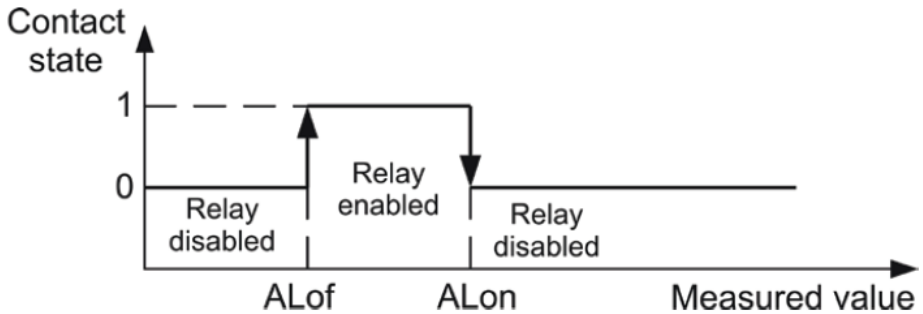 Contact
state
1
0
Relay
disabled
Relay
enabled
Relay
disabled
ALof
ALon
Measured value